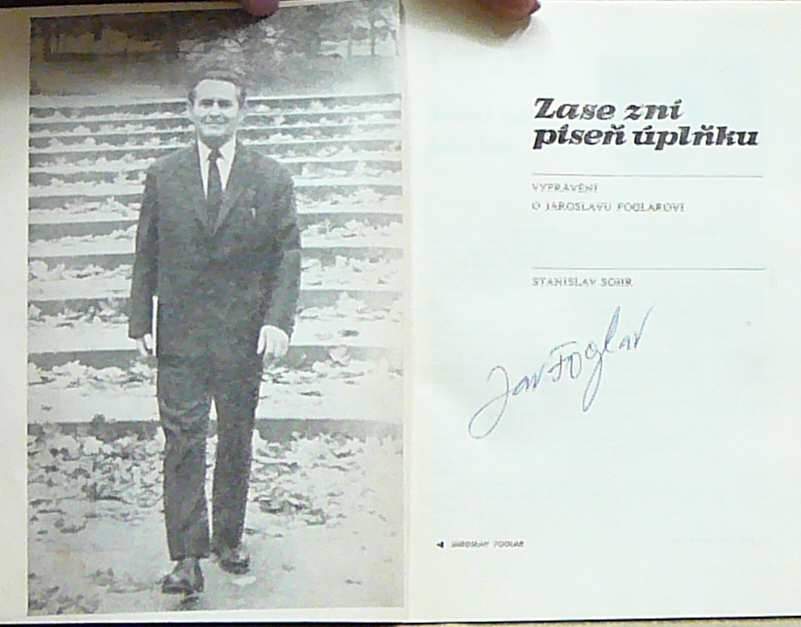 Zase zní
píseň úplňku
VYPRÁVĚNÍ
O JAROSLAVU FOGLAROVI
STANISLAV SOHR
Jar Foglar
◄ JAROSLAV FOGLAR